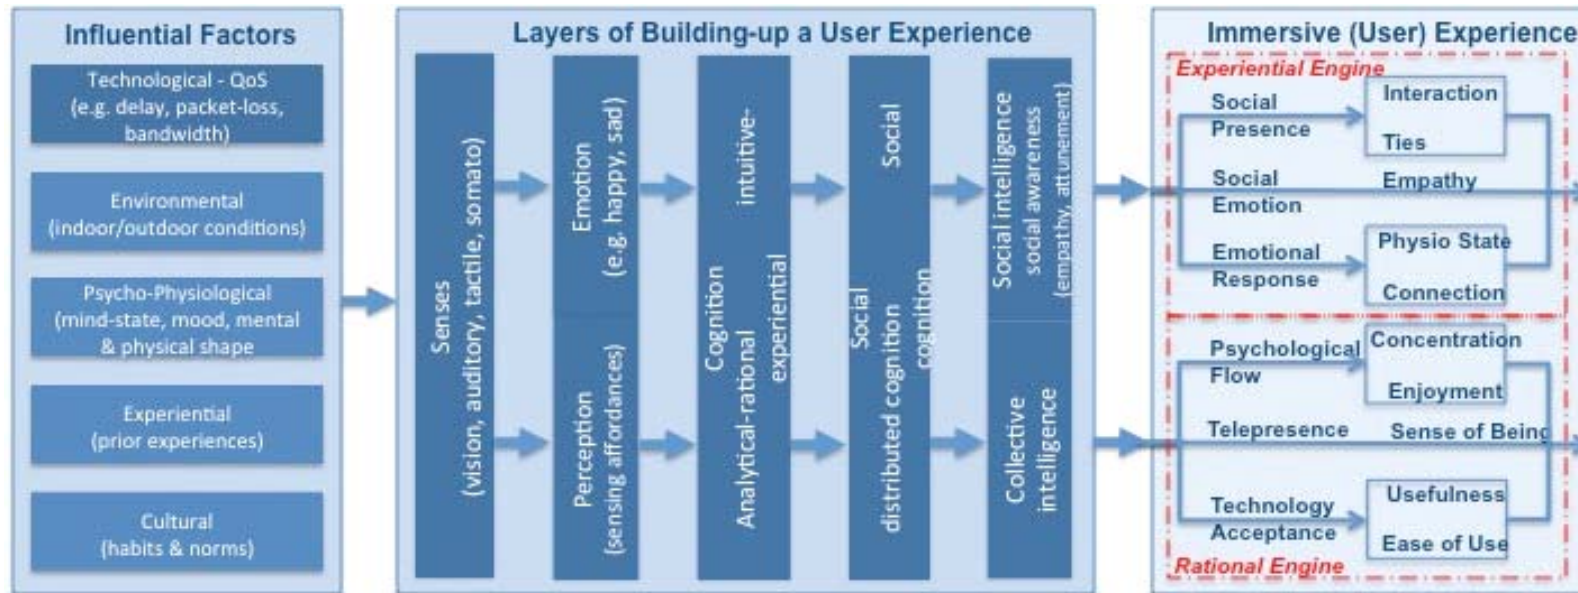 Influential Factors
Technological - QoS
(e.g. delay, packet-loss,
bandwidth)
Environmental
(indoor/outdoor conditions)
Psycho-Physiological
(mind-state, mood, mental
& physical shape
Experiential
(prior experiences)
Cultural
(habits & norms)
Layers of Building-up a User Experience
Senses
(vision, auditory, tactile, somato)
Emotion
(e.g. happy, sad)
Perception
(sensing affordances)
Cognition
Analytical-rational intuitive-
experiential
Social
distributed cognition Social
cognition
Social intelligence
social awareness
(empathy, attunement)
Collective
intelligence
Immersive (User) Experience
Experiential Engine
Social
Presence
Interaction
Ties
Social
Emotion
Empathy
Emotional
Response
Physio State
Connection
Psychological
Flow
Concentration
Enjoyment
Telepresence
Sense of Being
Technology
Acceptance
Usefulness
Ease of Use
Rational Engine